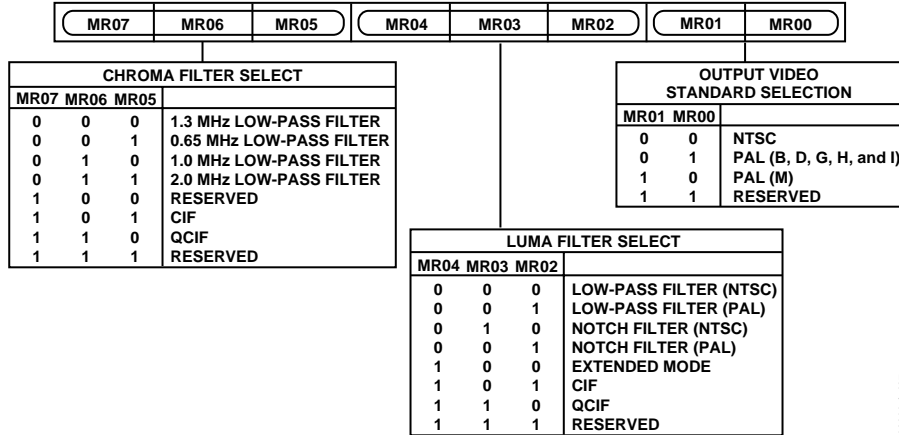 MR07 MR06 MR05 MR04 MR03 MR02 MR01 MR00
CHROMA FILTER SELECT
MR07 MR06 MR05
0 0 0 1.3 MHz LOW-PASS FILTER
0 0 1 0.65 MHz LOW-PASS FILTER
0 1 0 1.0 MHz LOW-PASS FILTER
0 1 1 2.0 MHz LOW-PASS FILTER
1 0 0 RESERVED
1 0 1 CIF
1 1 0 QCIF
1 1 1 RESERVED
OUTPUT VIDEO
STANDARD SELECTION
MR01 MR00
0 0 NTSC
0 1 PAL (B, D, G, H, and I)
1 0 PAL (M)
1 1 RESERVED
LUMA FILTER SELECT
MR04 MR03 MR02
0 0 0 LOW-PASS FILTER (NTSC)
0 0 1 LOW-PASS FILTER (PAL)
0 1 0 NOTCH FILTER (NTSC)
0 0 1 NOTCH FILTER (PAL)
1 0 0 EXTENDED MODE
1 0 1 CIF
1 1 0 QCIF
1 1 1 RESERVED